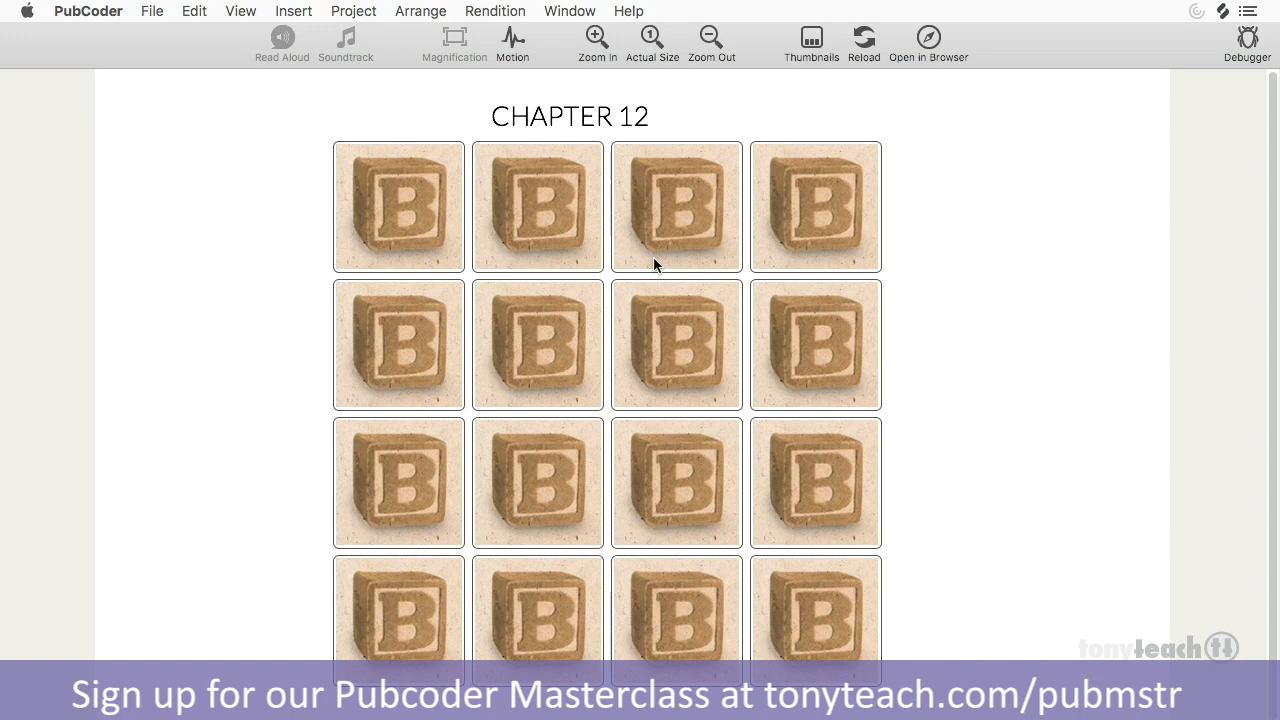 PubCoder File Edit View Insert Project Arrange Rendition Window Help
Read Aloud Soundtrack Magnification Motion Zoom In Actual Size Zoom Out Thumbnails Reload Open in Browser Debugger
CHAPTER 12
B B B B
B B B B
B B B B
B B B B
tonyteach tt
Sign up for our Pubcoder Masterclass at tonyteach.com/pubmstr